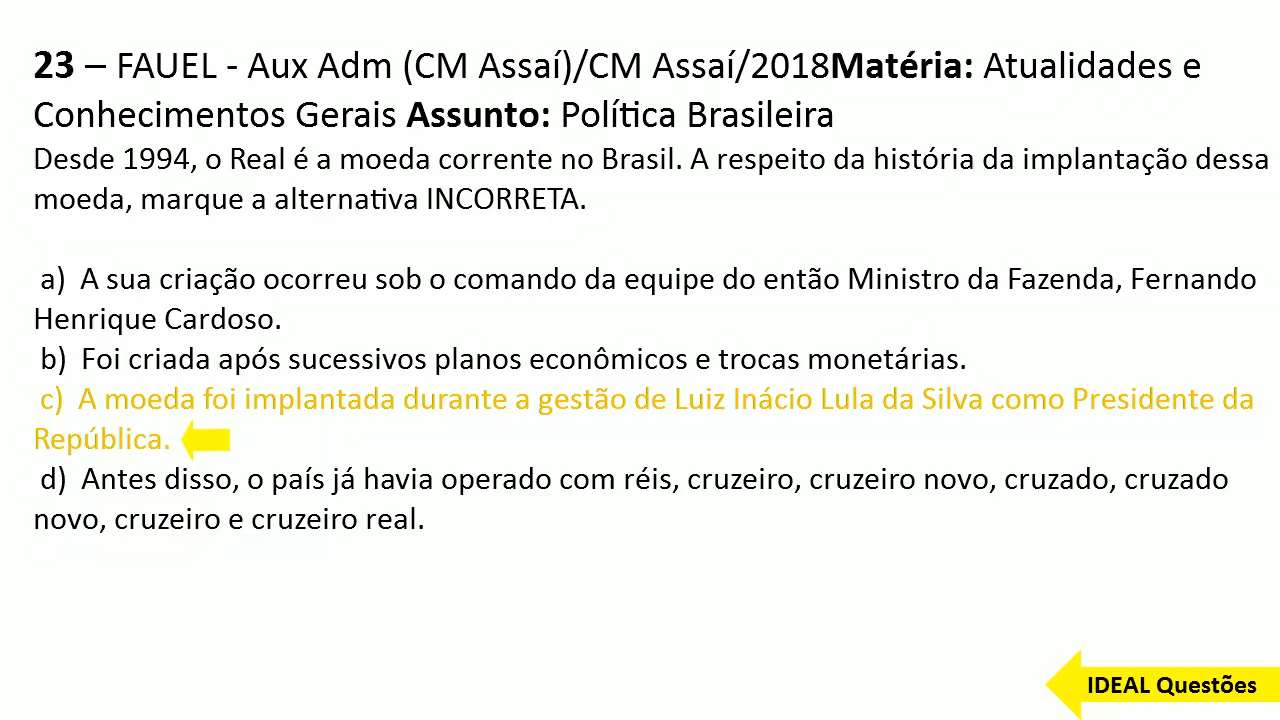 23 – FAUEL - Aux Adm (CM Assaí)/CM Assaí/2018Matéria: Atualidades e
Conhecimentos Gerais Assunto: Política Brasileira
Desde 1994, o Real é a moeda corrente no Brasil. A respeito da história da implantação dessa
moeda, marque a alternativa INCORRETA.
a) A sua criação ocorreu sob o comando da equipe do então Ministro da Fazenda, Fernando
Henrique Cardoso.
b) Foi criada após sucessivos planos econômicos e trocas monetárias.
c) A moeda foi implantada durante a gestão de Luiz Inácio Lula da Silva como Presidente da
República.
d) Antes disso, o país já havia operado com réis, cruzeiro, cruzeiro novo, cruzado, cruzado
novo, cruzeiro e cruzeiro real.
IDEAL Questões